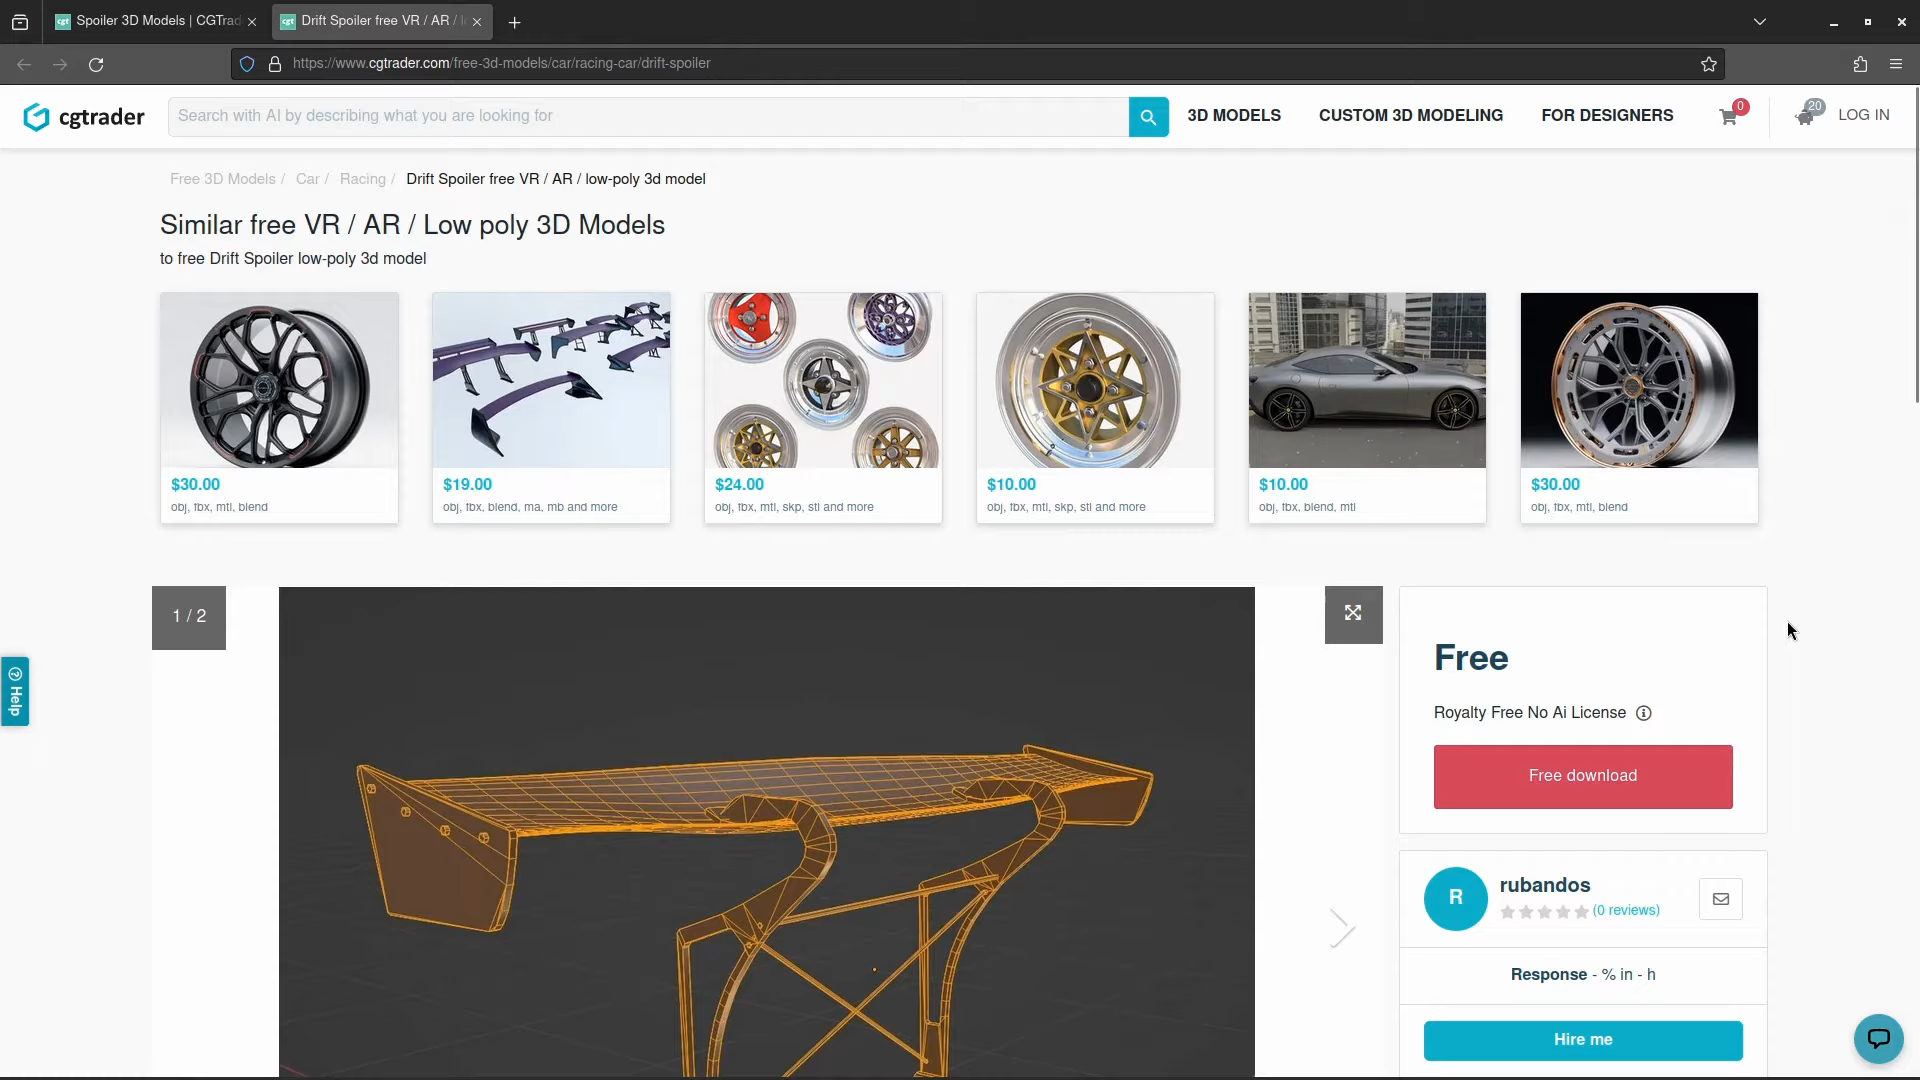 Spoiler 3D Models | CGTrad
Drift Spoiler free VR / AR / l
https://www.cgtrader.com/free-3d-models/car/racing-car/drift-spoiler
cgtrader
Search with AI by describing what you are looking for
3D MODELS
CUSTOM 3D MODELING
FOR DESIGNERS
0
20
LOG IN
Free 3D Models / Car / Racing / Drift Spoiler free VR / AR / low-poly 3d model
Similar free VR / AR / Low poly 3D Models
to free Drift Spoiler low-poly 3d model
$30.00
obj, fbx, mtl, blend
$19.00
obj, fbx, blend, ma, mb and more
$24.00
obj, fbx, mtl, skp, stl and more
$10.00
obj, fbx, mtl, skp, stl and more
$10.00
obj, fbx, blend, mtl
$30.00
obj, fbx, mtl, blend
1 / 2
Help
Free
Royalty Free No Ai License
Free download
R
rubandos
(0 reviews)
Response - % in - h
Hire me